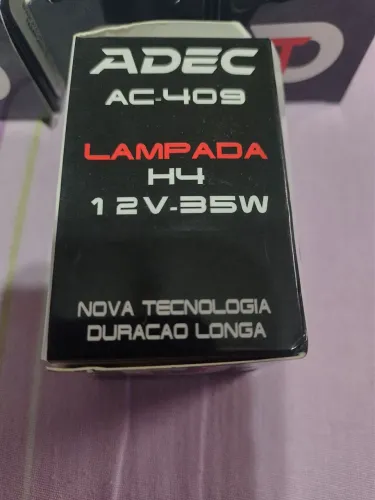 ADEC
AC-409
LAMPADA
H4
12V-35W
NOVA TECNOLOGIA
DURACAO LONGA